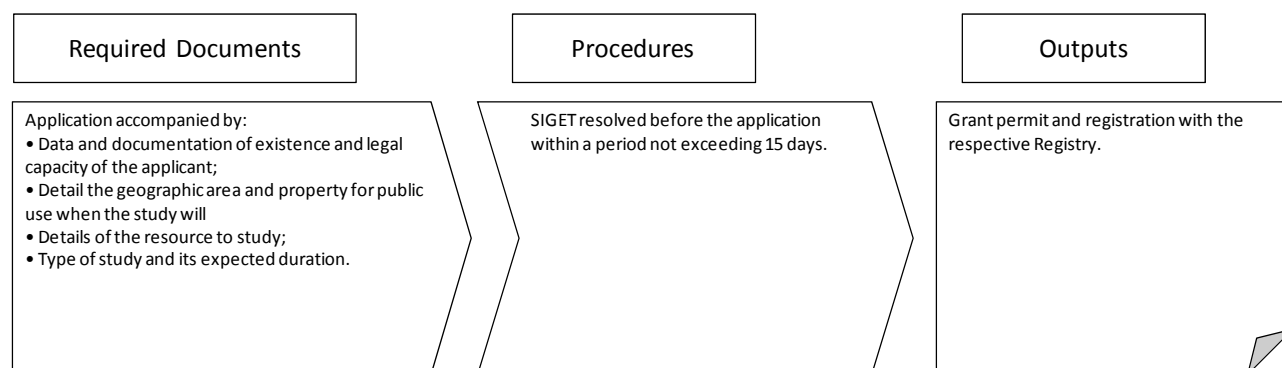 Required Documents
Procedures
Outputs
Application accompanied by:
• Data and documentation of existence and legal
capacity of the applicant;
• Detail the geographic area and property for public
use when the study will
• Details of the resource to study;
• Type of study and its expected duration.
SIGET resolved before the application
within a period not exceeding 15 days.
Grant permit and registration with the
respective Registry.